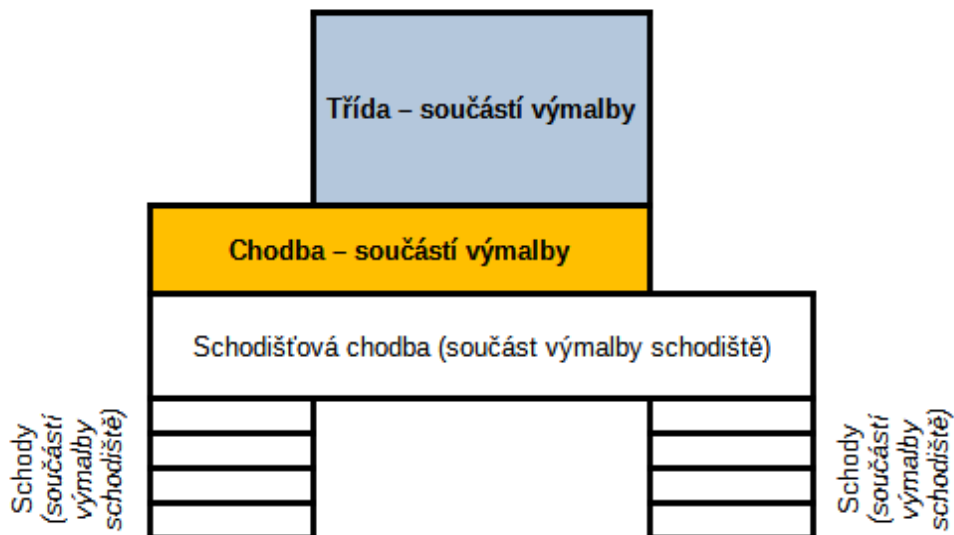 Třída – součástí výmalby
Chodba – součástí výmalby
Schodišťová chodba (součást výmalby schodiště)
Schody
(součástí
výmalby
schodiště)
Schody
(součástí
výmalby
schodiště)